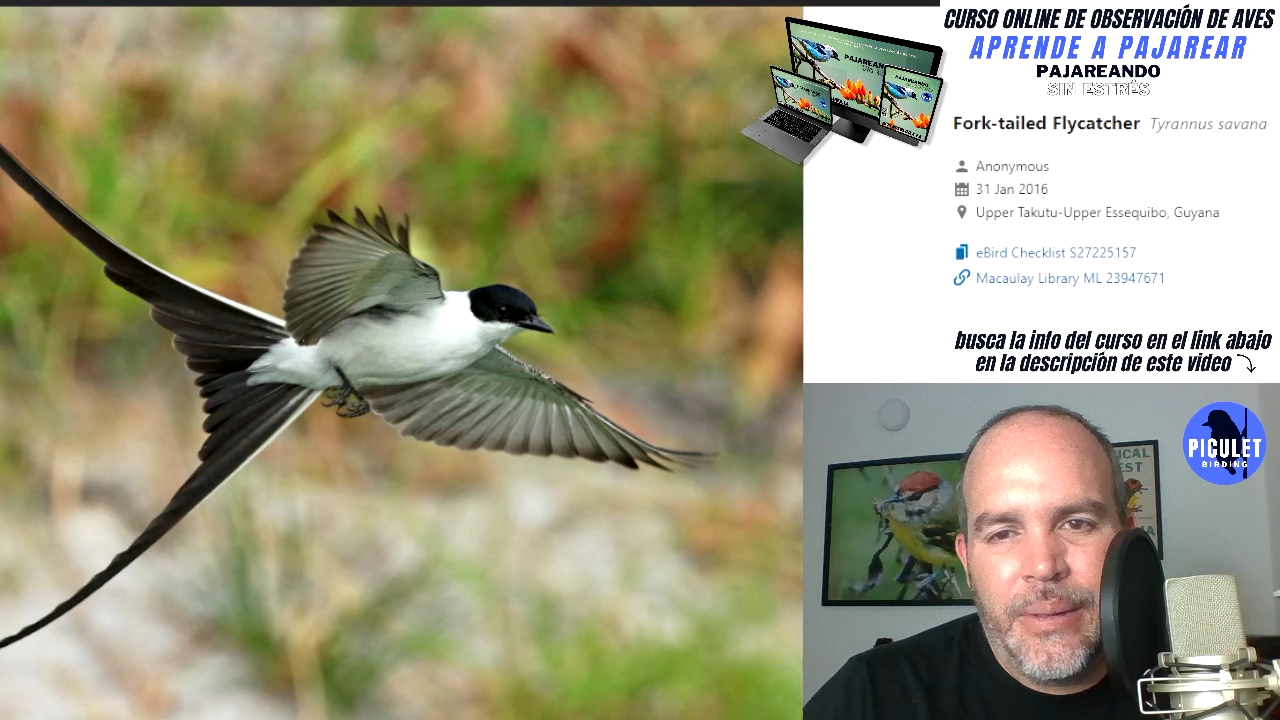 CURSO ONLINE DE OBSERVACIÓN DE AVES
APRENDE A PAJAREAR
PAJAREANDO
SIN ESTRÉS
Fork-tailed Flycatcher Tyrannus savana
Anonymous
31 Jan 2016
Upper Takutu-Upper Essequibo, Guyana
eBird Checklist S27225157
Macaulay Library ML 23947671
busca la info del curso en el link abajo
en la descripción de este video
PICULET
BIRDING